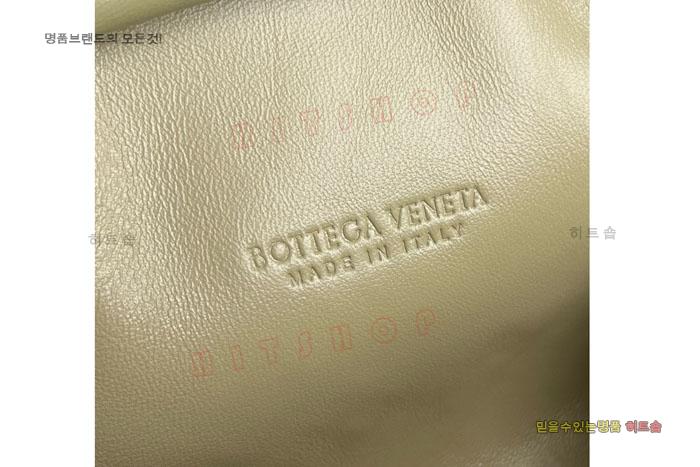 명품브랜드의 모든것!
HITSHOP
BOTTEGA VENETA
MADE IN ITALY
히트숍
히트숍
HITSHOP
믿을수있는명품 히트숍